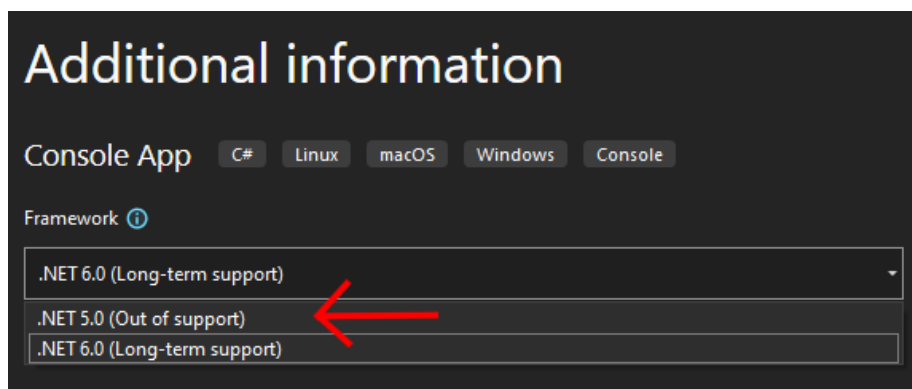 Additional information
Console App C# Linux macOS Windows Console
Framework
.NET 6.0 (Long-term support)
.NET 5.0 (Out of support)
.NET 6.0 (Long-term support)